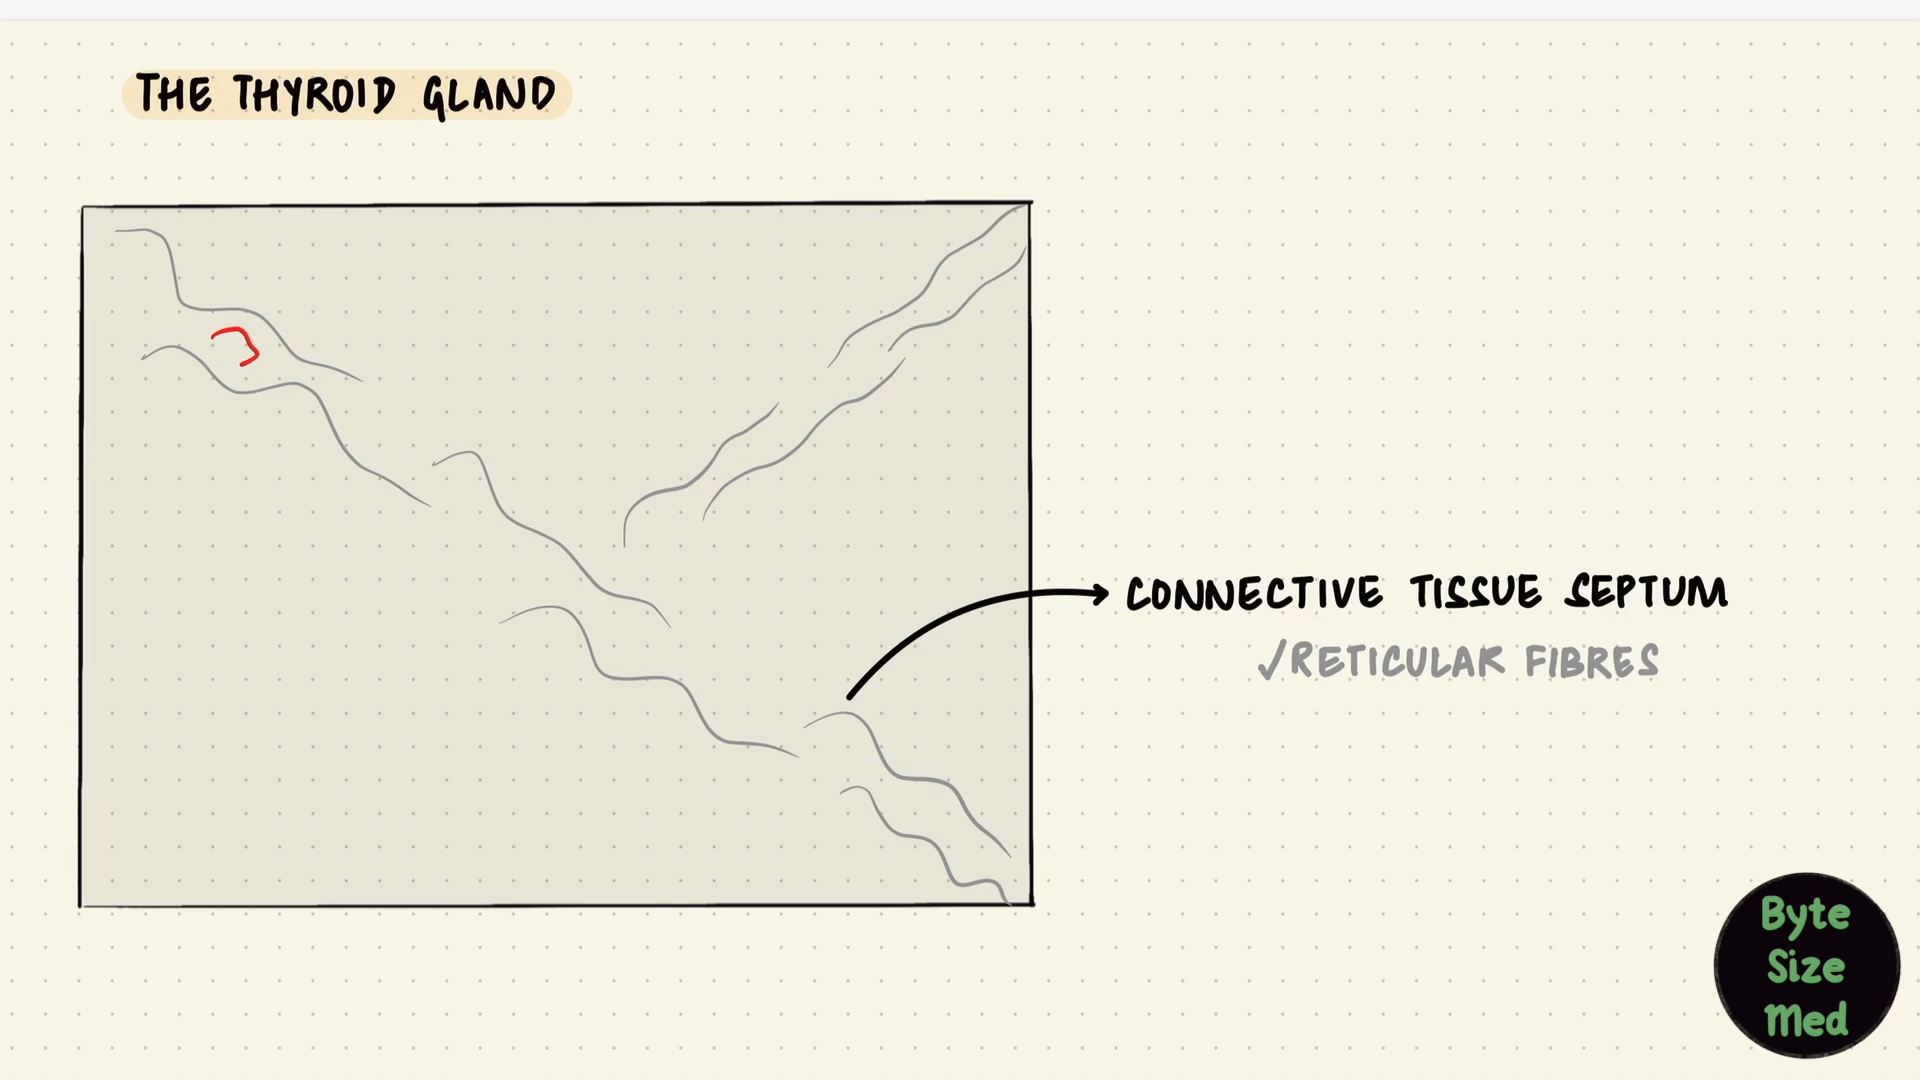 THE THYROID GLAND
CONNECTIVE TISSUE SEPTUM
✓RETICULAR FIBRES
Byte
Size
Med